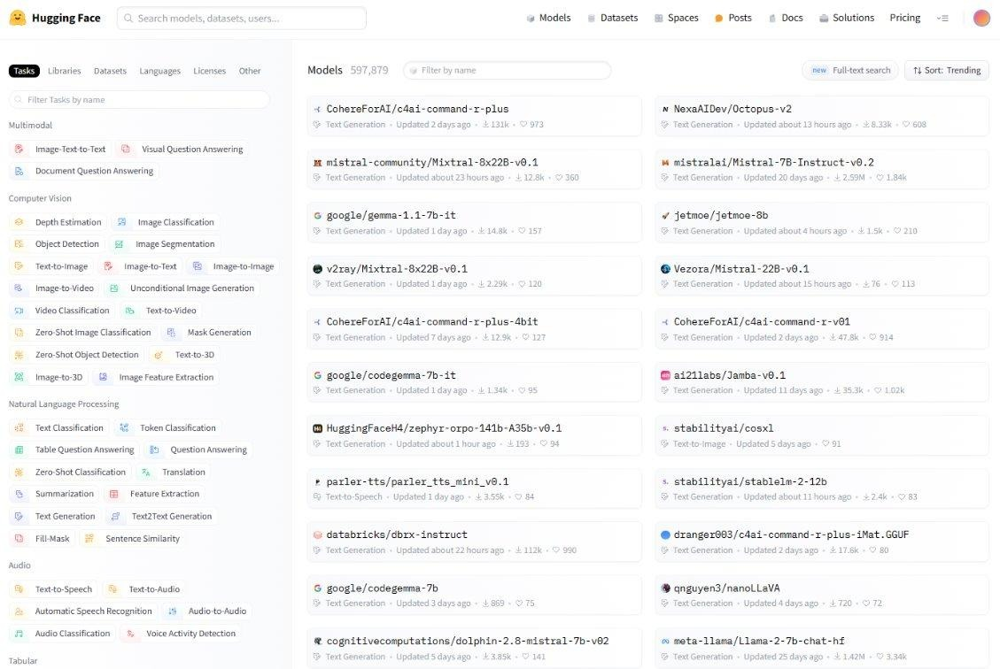 Hugging Face
Search models, datasets, users...
Models Datasets Spaces Posts Docs Solutions Pricing
Tasks Libraries Datasets Languages Licenses Other
Filter Tasks by name
Multimodal
Image-Text-to-Text Visual Question Answering
Document Question Answering
Computer Vision
Depth Estimation Image Classification
Object Detection Image Segmentation
Text-to-Image Image-to-Text Image-to-Image
Image-to-Video Unconditional Image Generation
Video Classification Text-to-Video
Zero-Shot Image Classification Mask Generation
Zero-Shot Object Detection Text-to-3D
Image-to-3D Image Feature Extraction
Natural Language Processing
Text Classification Token Classification
Table Question Answering Question Answering
Zero-Shot Classification Translation
Summarization Feature Extraction
Text Generation Text2Text Generation
Fill-Mask Sentence Similarity
Audio
Text-to-Speech Text-to-Audio
Automatic Speech Recognition Audio-to-Audio
Audio Classification Voice Activity Detection
Tabular
Models 597,879 Filter by name new Full-text search Sort: Trending
CohereForAI/c4ai-command-r-plus
Text Generation • Updated 2 days ago • 131k • 973
NexaAIDev/Octopus-v2
Text Generation • Updated about 13 hours ago • 8.33k • 608
mistral-community/Mixtral-8x22B-v0.1
Text Generation • Updated about 23 hours ago • 12.8k • 360
mistralai/Mistral-7B-Instruct-v0.2
Text Generation • Updated 20 days ago • 2.59M • 1.84k
google/gemma-1.1-7b-it
Text Generation • Updated 1 day ago • 14.8k • 157
jetmoe/jetmoe-8b
Text Generation • Updated about 4 hours ago • 1.5k • 210
v2ray/Mixtral-8x22B-v0.1
Text Generation • Updated 1 day ago • 2.29k • 120
Vezora/Mistral-22B-v0.1
Text Generation • Updated about 15 hours ago • 76 • 113
CohereForAI/c4ai-command-r-plus-4bit
Text Generation • Updated 7 days ago • 12.9k • 127
CohereForAI/c4ai-command-r-v01
Text Generation • Updated 2 days ago • 47.8k • 914
google/codegemma-7b-it
Text Generation • Updated 1 day ago • 1.34k • 95
ai21labs/Jamba-v0.1
Text Generation • Updated 11 days ago • 35.3k • 1.02k
HuggingFaceH4/zephyr-orpo-141b-A35b-v0.1
Text Generation • Updated about 1 hour ago • 193 • 94
stabilityai/cosxl
Text-to-Image • Updated 5 days ago • 91
parler-tts/parler_tts_mini_v0.1
Text-to-Speech • Updated 1 day ago • 3.55k • 84
stabilityai/stablelm-2-12b
Text Generation • Updated about 11 hours ago • 2.4k • 83
databricks/dbrx-instruct
Text Generation • Updated about 22 hours ago • 112k • 990
dranger003/c4ai-command-r-plus-iMat.GGUF
Text Generation • Updated 2 days ago • 17.6k • 80
google/codegemma-7b
Text Generation • Updated 3 days ago • 869 • 75
qnguyen3/nanoLLaVA
Text Generation • Updated 4 days ago • 720 • 72
cognitivecomputations/dolphin-2.8-mistral-7b-v02
Text Generation • Updated 5 days ago • 3.85k • 141
meta-llama/Llama-2-7b-chat-hf
Text Generation • Updated 25 days ago • 1.42M • 3.34k